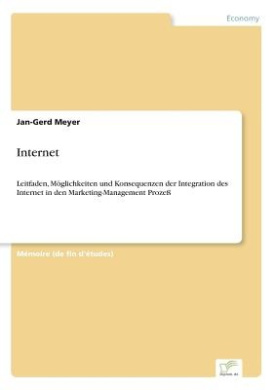 Economy
Jan-Gerd Meyer
Internet
Leitfaden, Möglichkeiten und Konsequenzen der Integration des
Internet in den Marketing-Management Prozeß
Mémoire (de fin d'études)